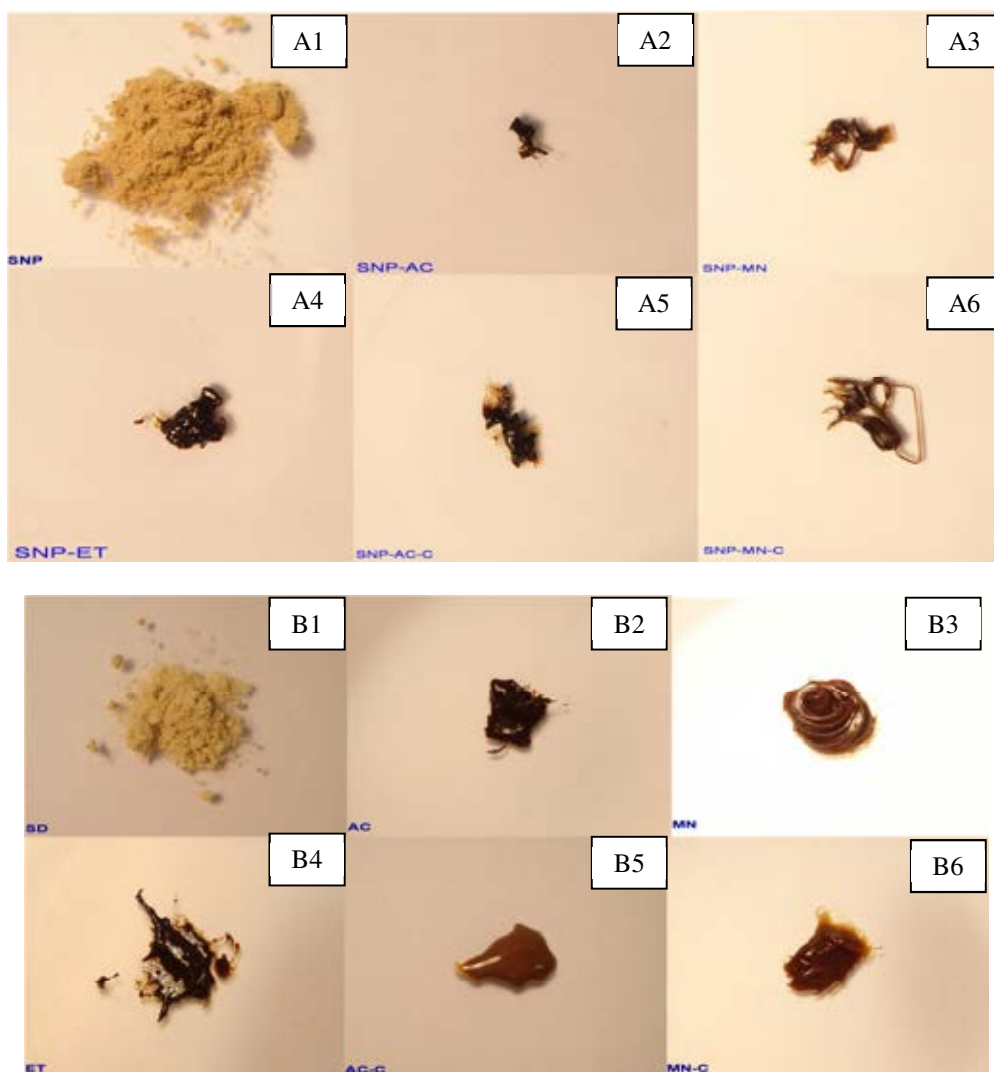 A1
A2
A3
SNP
SNP-AC
SNP-MN
A4
A5
A6
SNP-ET
SNP-AC-C
SNP-MN-C
B1
B2
B3
SD
AC
MN
B4
B5
B6
ET
AC-C
MN-C